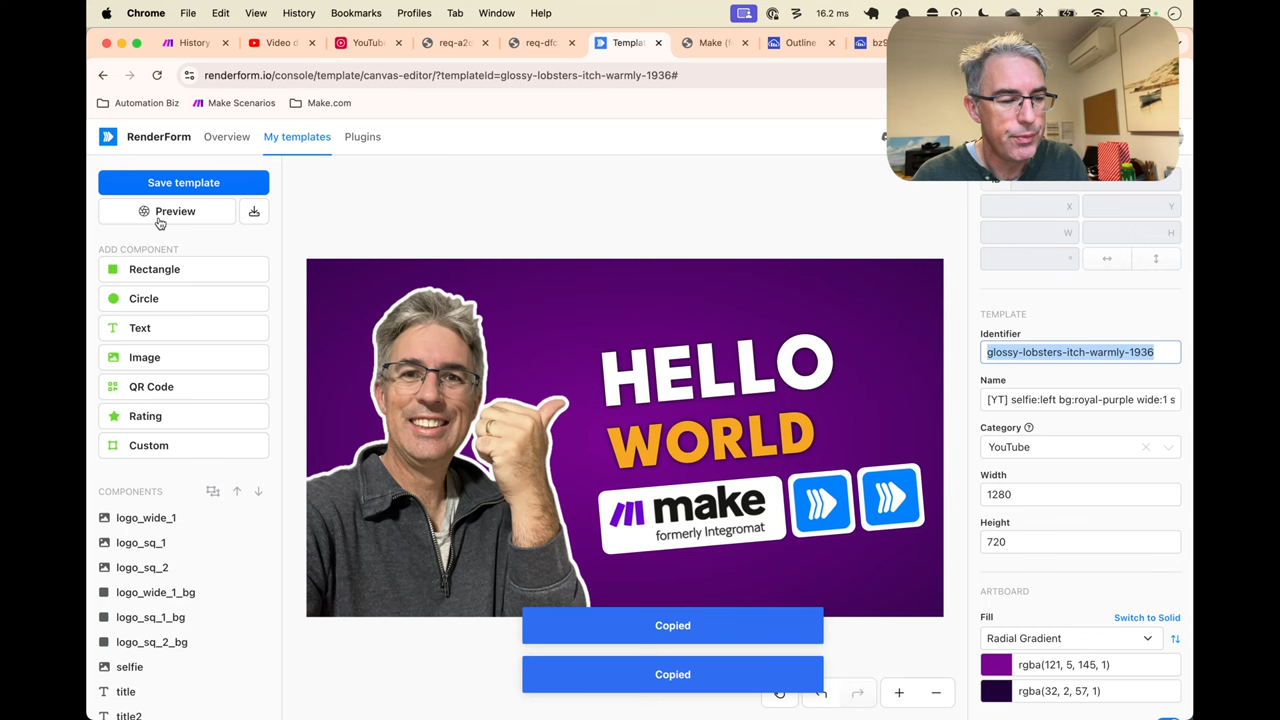 Chrome File Edit View History Bookmarks Profiles Tab Window Help 16.2 ms
History
Video d
YouTube
req-a2c
req-dfc
Templa
Make (f
Outline
bz9
renderform.io/console/template/canvas-editor/?templateId=glossy-lobsters-itch-warmly-1936#
Automation Biz Make Scenarios Make.com
RenderForm Overview My templates Plugins
Save template
Preview
ADD COMPONENT
Rectangle
Circle
Text
Image
QR Code
Rating
Custom
COMPONENTS
logo_wide_1
logo_sq_1
logo_sq_2
logo_wide_1_bg
logo_sq_1_bg
logo_sq_2_bg
selfie
title
title2
HELLO
WORLD
make
formerly Integromat
Copied
Copied
X
Y
W
H
°
TEMPLATE
Identifier
glossy-lobsters-itch-warmly-1936
Name
[YT] selfie:left bg:royal-purple wide:1 s
Category
YouTube
Width
1280
Height
720
ARTBOARD
Fill Switch to Solid
Radial Gradient
rgba(121, 5, 145, 1)
rgba(32, 2, 57, 1)